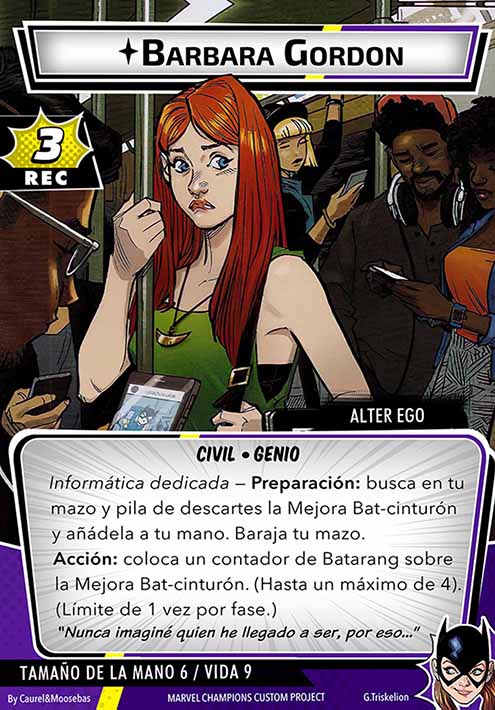 BARBARA GORDON
3
REC
ALTER EGO
CIVIL • GENIO
Informática dedicada – Preparación: busca en tu
mazo y pila de descartes la Mejora Bat-cinturón
y añádela a tu mano. Baraja tu mazo.
Acción: coloca un contador de Batarang sobre
la Mejora Bat-cinturón. (Hasta un máximo de 4).
(Límite de 1 vez por fase.)
"Nunca imaginé quien he llegado a ser, por eso..."
TAMAÑO DE LA MANO 6 / VIDA 9
By Caurel&Moosebas
MARVEL CHAMPIONS CUSTOM PROJECT
G.Triskelion